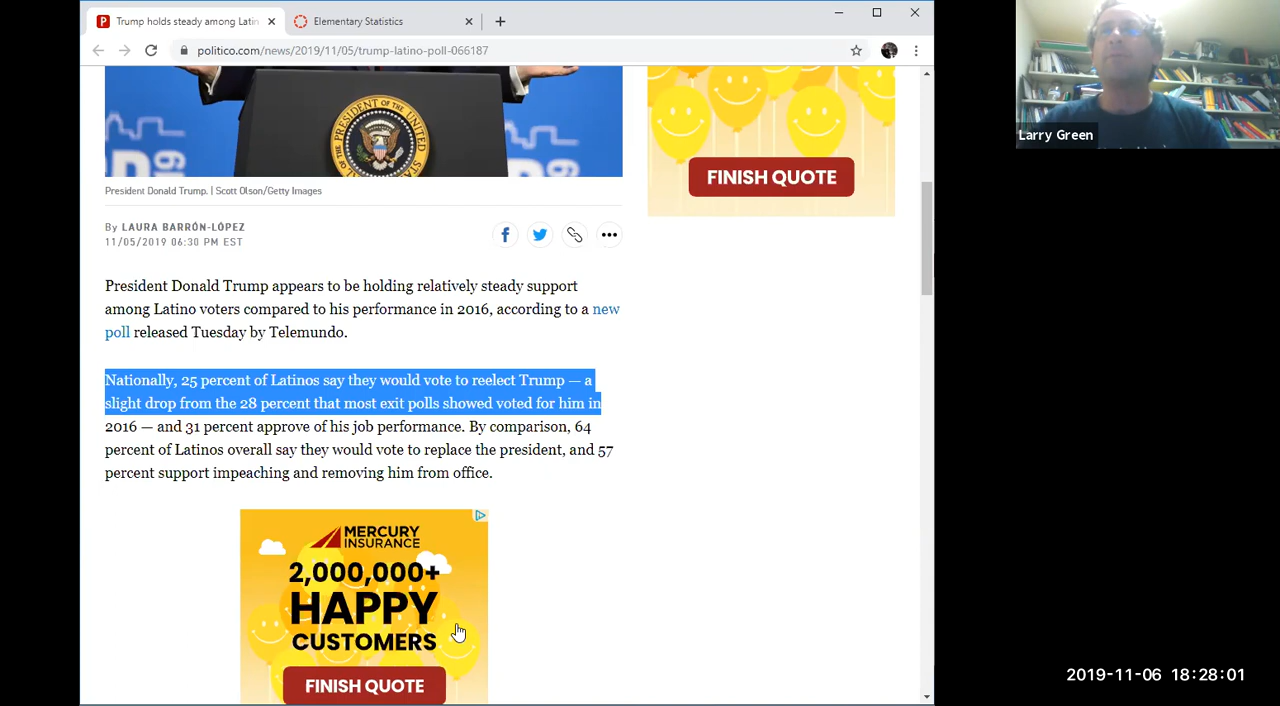 Trump holds steady among Latin
Elementary Statistics
politico.com/news/2019/11/05/trump-latino-poll-066187
FINISH QUOTE
Larry Green
President Donald Trump. | Scott Olson/Getty Images
By LAURA BARRÓN-LÓPEZ
11/05/2019 06:30 PM EST
President Donald Trump appears to be holding relatively steady support
among Latino voters compared to his performance in 2016, according to a new
poll released Tuesday by Telemundo.
Nationally, 25 percent of Latinos say they would vote to reelect Trump — a
slight drop from the 28 percent that most exit polls showed voted for him in
2016 — and 31 percent approve of his job performance. By comparison, 64
percent of Latinos overall say they would vote to replace the president, and 57
percent support impeaching and removing him from office.
MERCURY
INSURANCE
2,000,000+
HAPPY
CUSTOMERS
FINISH QUOTE
2019-11-06 18:28:01